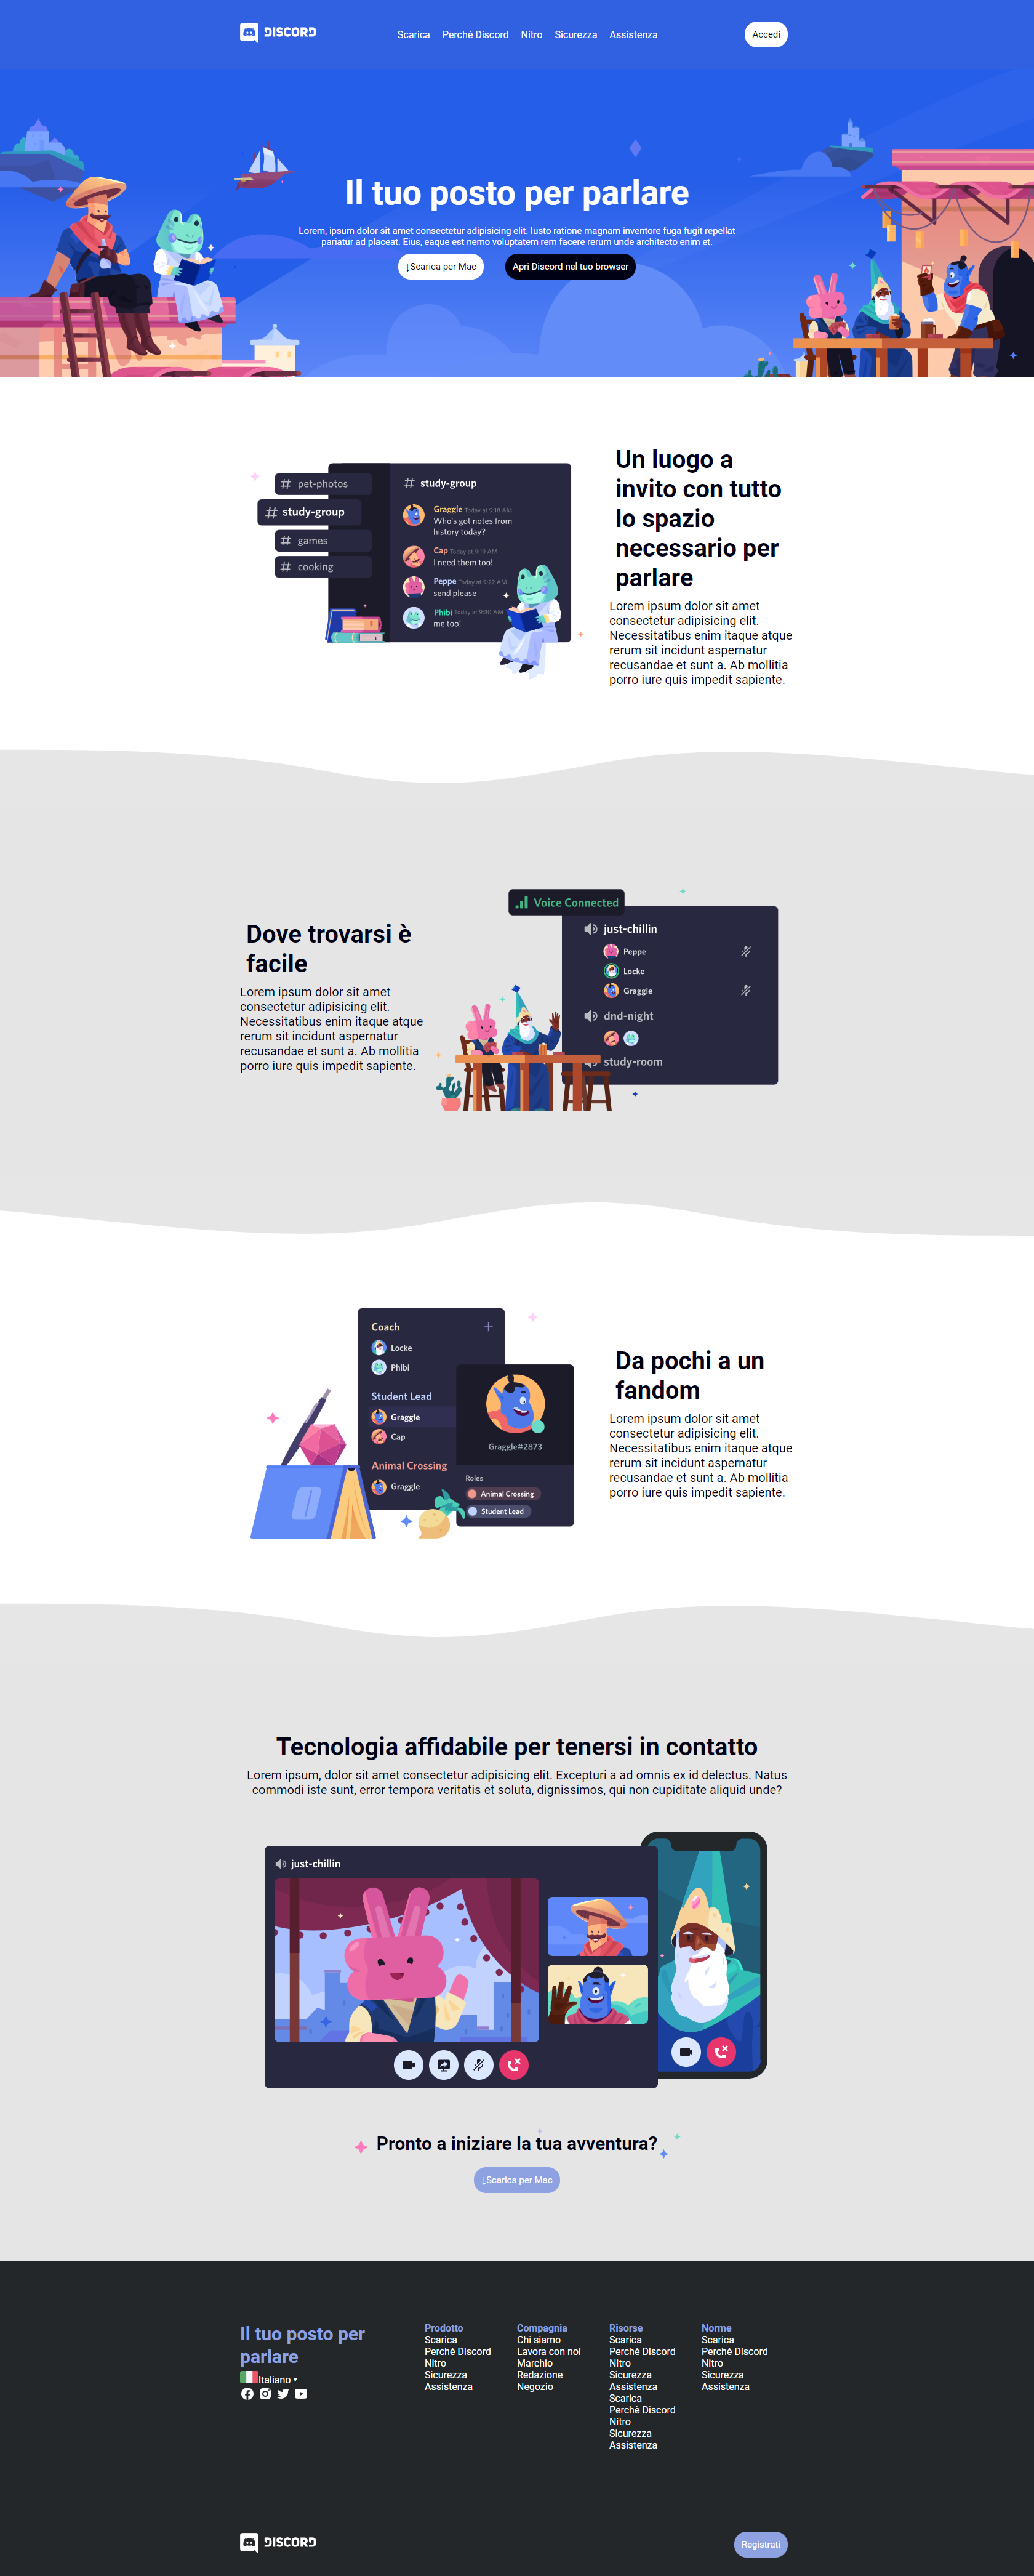 DISCORD
Scarica Perchè Discord Nitro Sicurezza Assistenza
Accedi
Il tuo posto per parlare
Lorem, ipsum dolor sit amet consectetur adipisicing elit. Iusto ratione magnam inventore fuga fugit repellat
pariatur ad placeat. Eius, eaque est nemo voluptatem rem facere rerum unde architecto enim et.
↓Scarica per Mac
Apri Discord nel tuo browser
# pet-photos
# study-group
# games
# cooking
# study-group
Graggle Today at 9:18 AM
Who's got notes from
history today?
Cap Today at 9:19 AM
I need them too!
Peppe Today at 9:22 AM
send please
Phibi Today at 9:30 AM
me too!
Un luogo a
invito con tutto
lo spazio
necessario per
parlare
Lorem ipsum dolor sit amet
consectetur adipisicing elit.
Necessitatibus enim itaque atque
rerum sit incidunt aspernatur
recusandae et sunt a. Ab mollitia
porro iure quis impedit sapiente.
Dove trovarsi è
facile
Lorem ipsum dolor sit amet
consectetur adipisicing elit.
Necessitatibus enim itaque atque
rerum sit incidunt aspernatur
recusandae et sunt a. Ab mollitia
porro iure quis impedit sapiente.
Voice Connected
just-chillin
Peppe
Locke
Graggle
dnd-night
study-room
Coach
Locke
Phibi
Student Lead
Graggle
Cap
Animal Crossing
Graggle
Graggle#2873
Roles
Animal Crossing
Student Lead
Da pochi a un
fandom
Lorem ipsum dolor sit amet
consectetur adipisicing elit.
Necessitatibus enim itaque atque
rerum sit incidunt aspernatur
recusandae et sunt a. Ab mollitia
porro iure quis impedit sapiente.
Tecnologia affidabile per tenersi in contatto
Lorem ipsum, dolor sit amet consectetur adipisicing elit. Excepturi a ad omnis ex id delectus. Natus
commodi iste sunt, error tempora veritatis et soluta, dignissimos, qui non cupiditate aliquid unde?
just-chillin
Pronto a iniziare la tua avventura?
↓Scarica per Mac
Il tuo posto per
parlare
Italiano
Prodotto
Scarica
Perchè Discord
Nitro
Sicurezza
Assistenza
Compagnia
Chi siamo
Lavora con noi
Marchio
Redazione
Negozio
Risorse
Scarica
Perchè Discord
Nitro
Sicurezza
Assistenza
Scarica
Perchè Discord
Nitro
Sicurezza
Assistenza
Norme
Scarica
Perchè Discord
Nitro
Sicurezza
Assistenza
DISCORD
Registrati